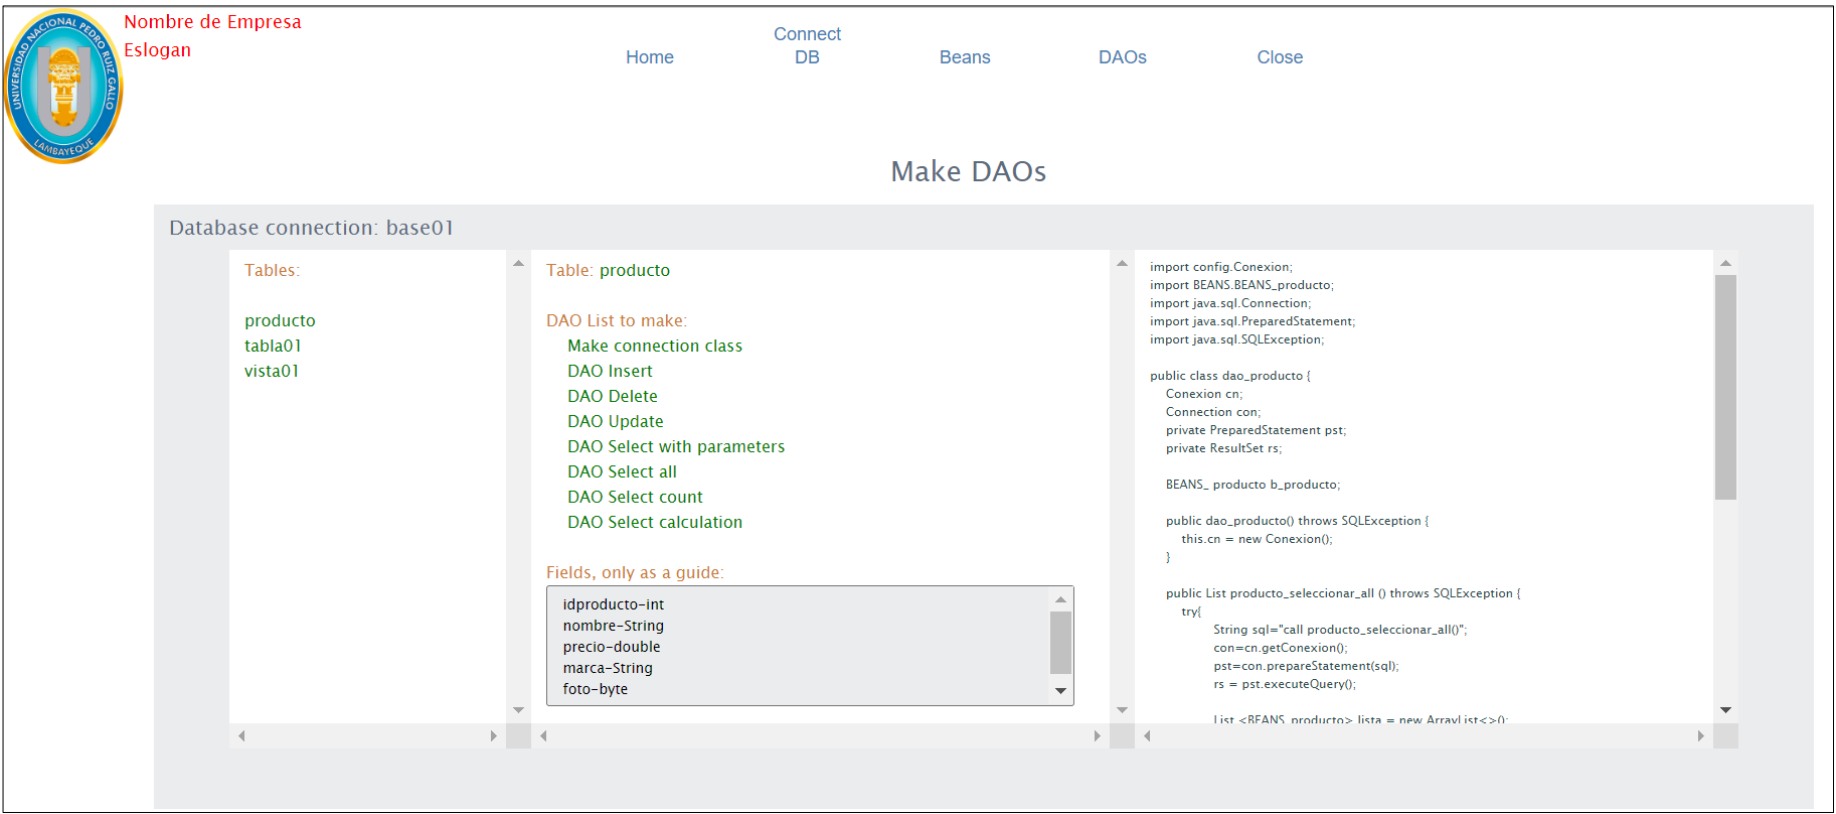 UNIVERSIDAD NACIONAL PEDRO RUIZ GALLO
LAMBAYEQUE
Nombre de Empresa
Eslogan
Home
Connect
DB
Beans
DAOs
Close
Make DAOs
Database connection: base01
Tables:
producto
tabla01
vista01
Table: producto
DAO List to make:
Make connection class
DAO Insert
DAO Delete
DAO Update
DAO Select with parameters
DAO Select all
DAO Select count
DAO Select calculation
Fields, only as a guide:
idproducto-int
nombre-String
precio-double
marca-String
foto-byte
import config.Conexion;
import BEANS.BEANS_producto;
import java.sql.Connection;
import java.sql.PreparedStatement;
import java.sql.SQLException;
public class dao_producto {
Conexion cn;
Connection con;
private PreparedStatement pst;
private ResultSet rs;
BEANS_ producto b_producto;
public dao_producto() throws SQLException {
this.cn = new Conexion();
}
public List producto_seleccionar_all () throws SQLException {
try{
String sql="call producto_seleccionar_all()";
con=cn.getConexion();
pst=con.prepareStatement(sql);
rs = pst.executeQuery();
List <BEANS_producto> lista = new ArrayList<>();